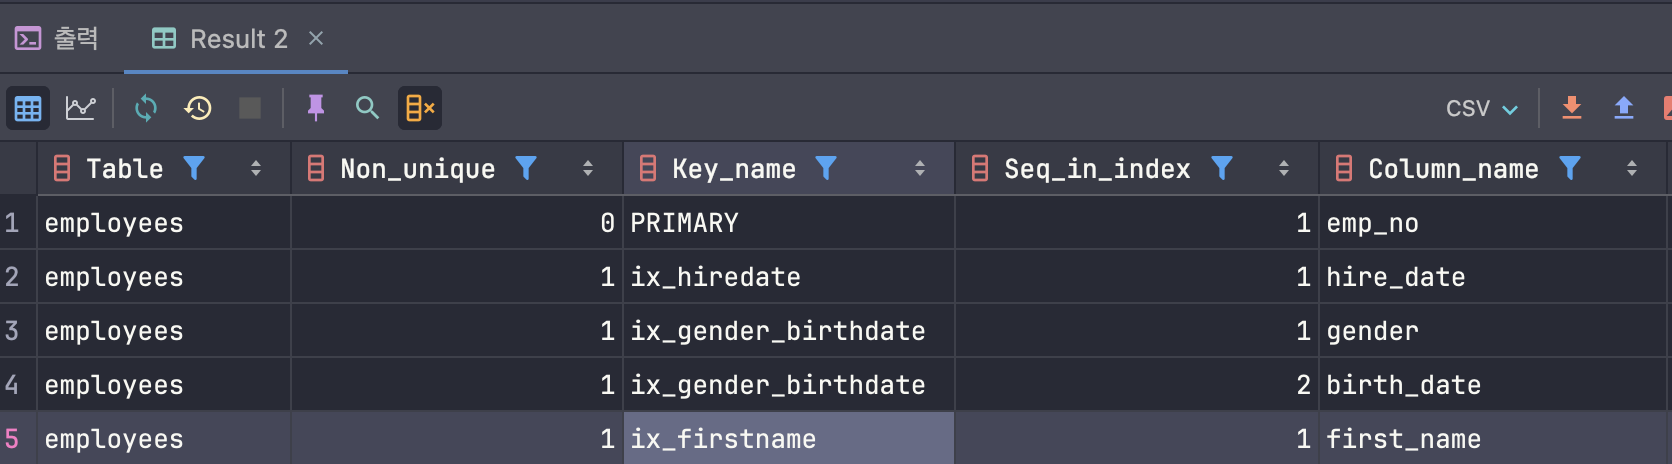 출력 Result 2
CSV
Table Non_unique Key_name Seq_in_index Column_name
1 employees 0 PRIMARY 1 emp_no
2 employees 1 ix_hiredate 1 hire_date
3 employees 1 ix_gender_birthdate 1 gender
4 employees 1 ix_gender_birthdate 2 birth_date
5 employees 1 ix_firstname 1 first_name